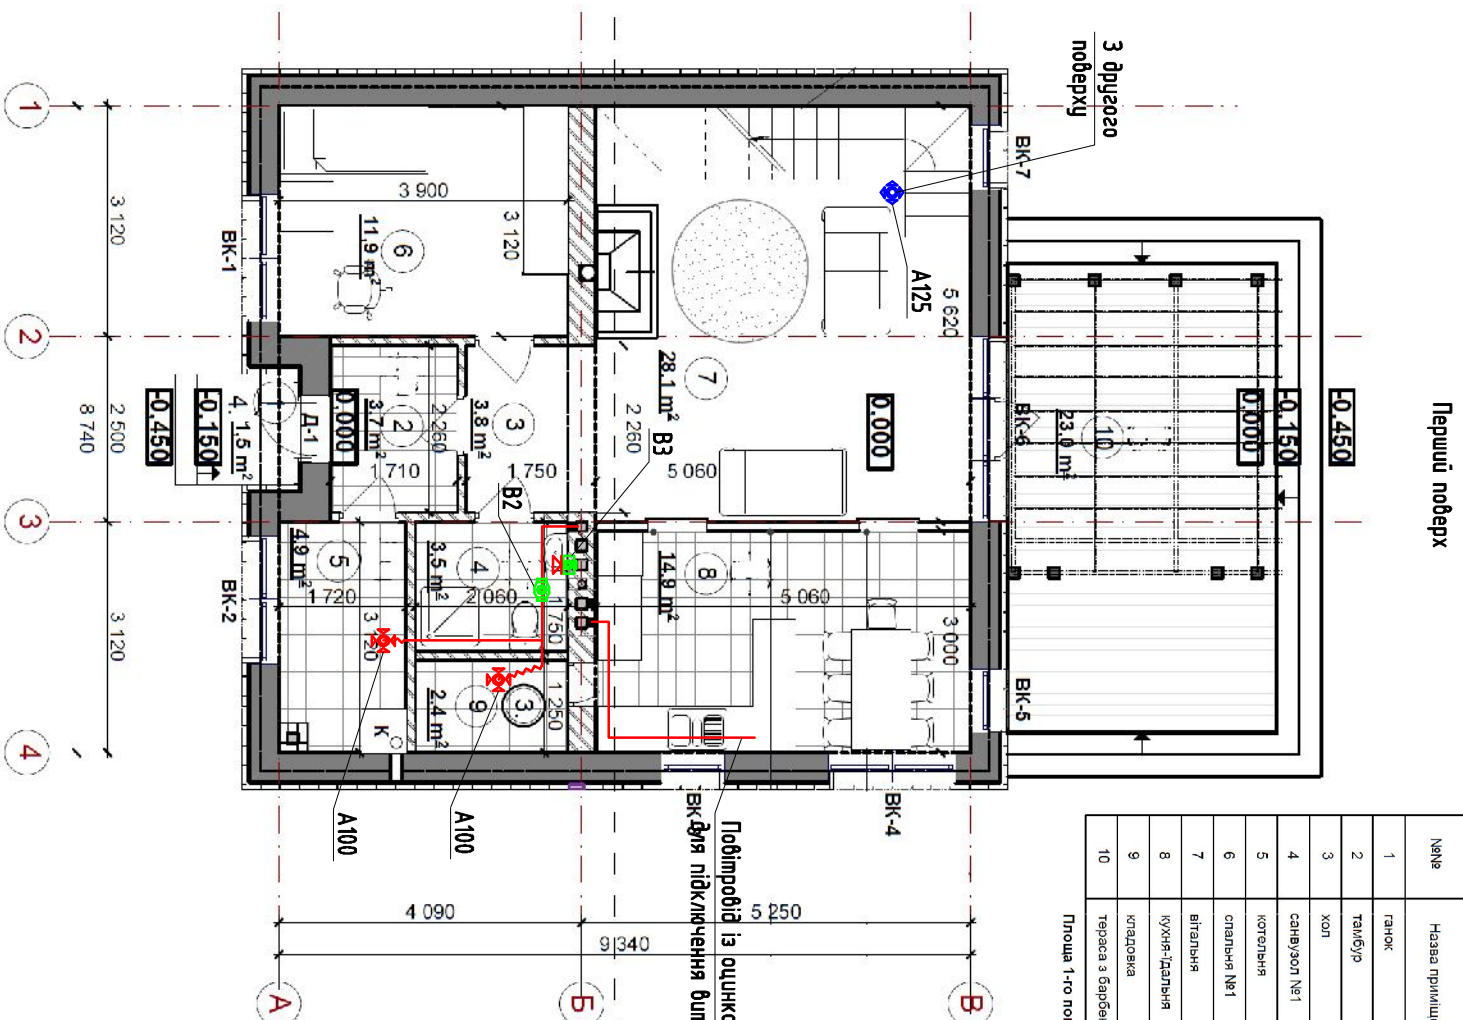 Перший поверх
З другого
поверху
А125
ВК-7
ВК-6
ВК-5
ВК-4
ВК-1
ВК-2
Д-1
В3
В2
А100
А100
К
1
2
3
4
А
Б
В
3 120
2 500
3 120
8 740
4 090
5 250
9 340
3 900
3 120
5 620
2 260
5 060
2 260
1 710
1 750
1 720
3 120
2 060
1 750
1 250
5 060
3 000
6
11.9 m²
7
28.1 m²
3
3.8 m²
2
3.7 m²
1
1.5 m²
4
3.5 m²
5
4.9 m²
9
2.4 m²
3.
8
14.9 m²
10
23.0 m²
0,000
0,000
0,000
-0,150
-0,450
-0,150
-0,450
Повітровід із оцинко
для підключення вит
№№ Назва приміще
1 ганок
2 тамбур
3 хол
4 санвузол №1
5 котельня
6 спальня №1
7 вітальня
8 кухня-їдальня
9 кладовка
10 тераса з барбек
Площа 1-го пов